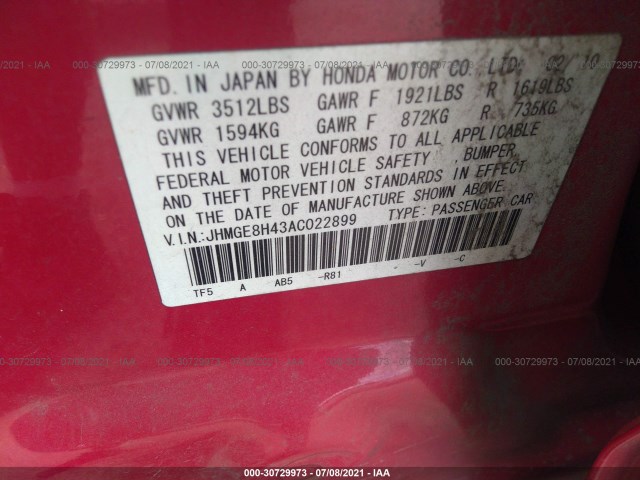 MFD. IN JAPAN BY HONDA MOTOR CO. LTD. 02/10
GVWR 3512LBS GAWR F 1921LBS R 1619LBS
GVWR 1594KG GAWR F 872KG R 735KG
THIS VEHICLE CONFORMS TO ALL APPLICABLE
FEDERAL MOTOR VEHICLE SAFETY , BUMPER
AND THEFT PREVENTION STANDARDS IN EFFECT
ON THE DATE OF MANUFACTURE SHOWN ABOVE.
V.I.N.:JHMGE8H43AC022899 TYPE: PASSENGER CAR
TF5 A AB5 -R81 - -V -C
000-30729973 - 07/08/2021 - IAA